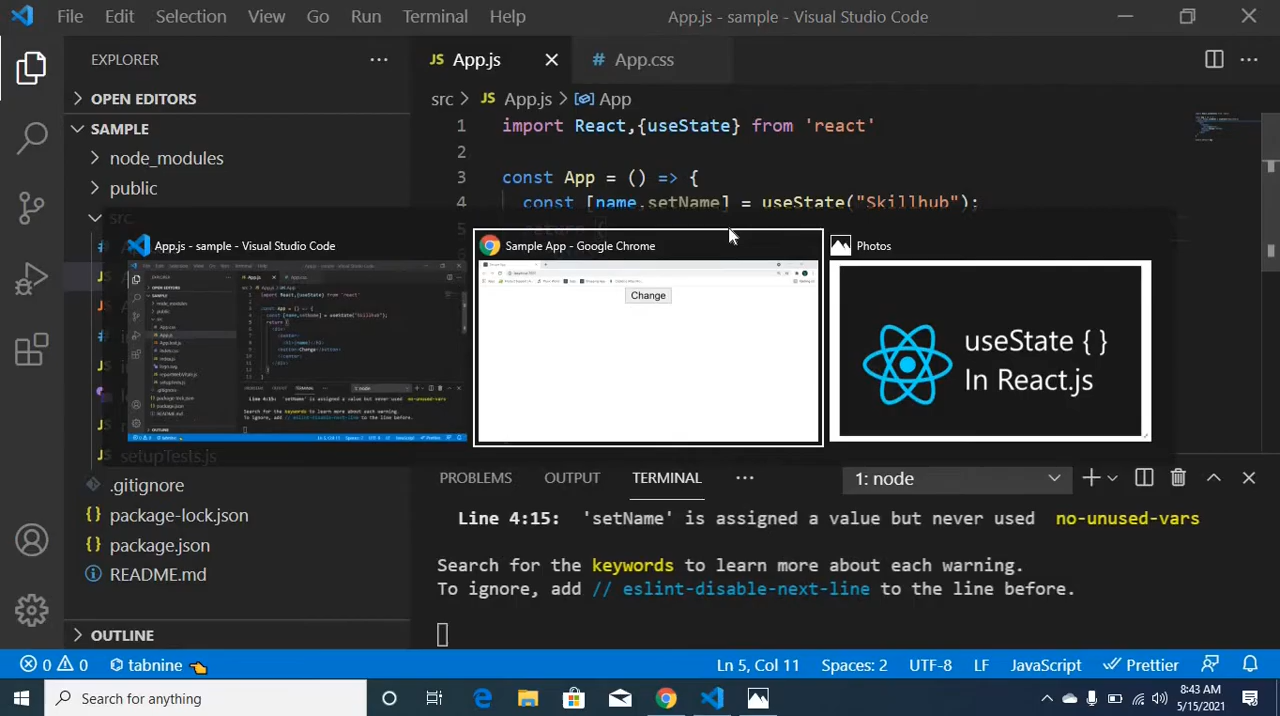 File Edit Selection View Go Run Terminal Help App.js - sample - Visual Studio Code
EXPLORER
App.js
App.css
OPEN EDITORS
src App.js App
SAMPLE
1 import React,{useState} from 'react'
node_modules
2
public
3 const App = () => {
4 const [name,setName] = useState("Skillhub");
src
5 return (
App.js - sample - Visual Studio Code
Sample App - Google Chrome
Photos
Change
useState { }
In React.js
setupTests.js
.gitignore
package-lock.json
package.json
README.md
OUTLINE
PROBLEMS OUTPUT TERMINAL 1: node
Line 4:15: 'setName' is assigned a value but never used no-unused-vars
Search for the keywords to learn more about each warning.
To ignore, add // eslint-disable-next-line to the line before.
0 0 tabnine Ln 5, Col 11 Spaces: 2 UTF-8 LF JavaScript Prettier
Search for anything
8:43 AM
5/15/2021